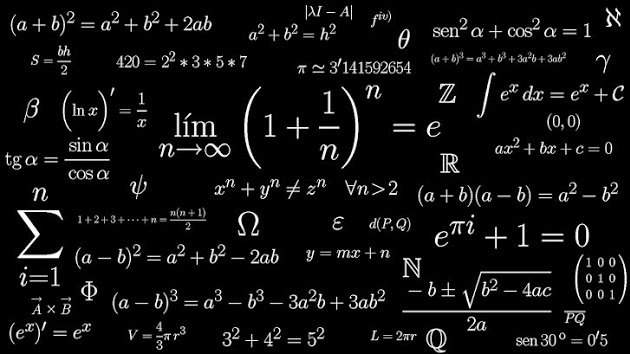 (a + b)² = a² + b² + 2ab
|λI − A|
fⁱᵛ⁾
ℵ
a² + b² = h²
θ
sen² α + cos² α = 1
S = bh/2
420 = 2² * 3 * 5 * 7
π ≃ 3'141592654
(a+b)³ = a³ + b³ + 3a²b + 3ab²
γ
β
(ln x)' = 1/x
lím n→∞ (1 + 1/n)ⁿ = e
ℤ
∫ eˣ dx = eˣ + C
(0, 0)
tg α = sin α / cos α
ℝ
ax² + bx + c = 0
ψ
xⁿ + yⁿ ≠ zⁿ ∀n > 2
(a + b)(a − b) = a² − b²
n ∑ i=1
1 + 2 + 3 + ⋯ + n = n(n+1)/2
Ω
ε
d(P, Q)
e^πi + 1 = 0
(a − b)² = a² + b² − 2ab
y = mx + n
ℕ
(1 0 0
0 1 0
0 0 1)
A⃗ × B⃗
Φ
(a − b)³ = a³ − b³ − 3a²b + 3ab²
−b ± √(b² − 4ac) / 2a
P̅Q̅
(eˣ)' = eˣ
V = 4/3 πr³
3² + 4² = 5²
L = 2πr
ℚ
sen 30° = 0'5